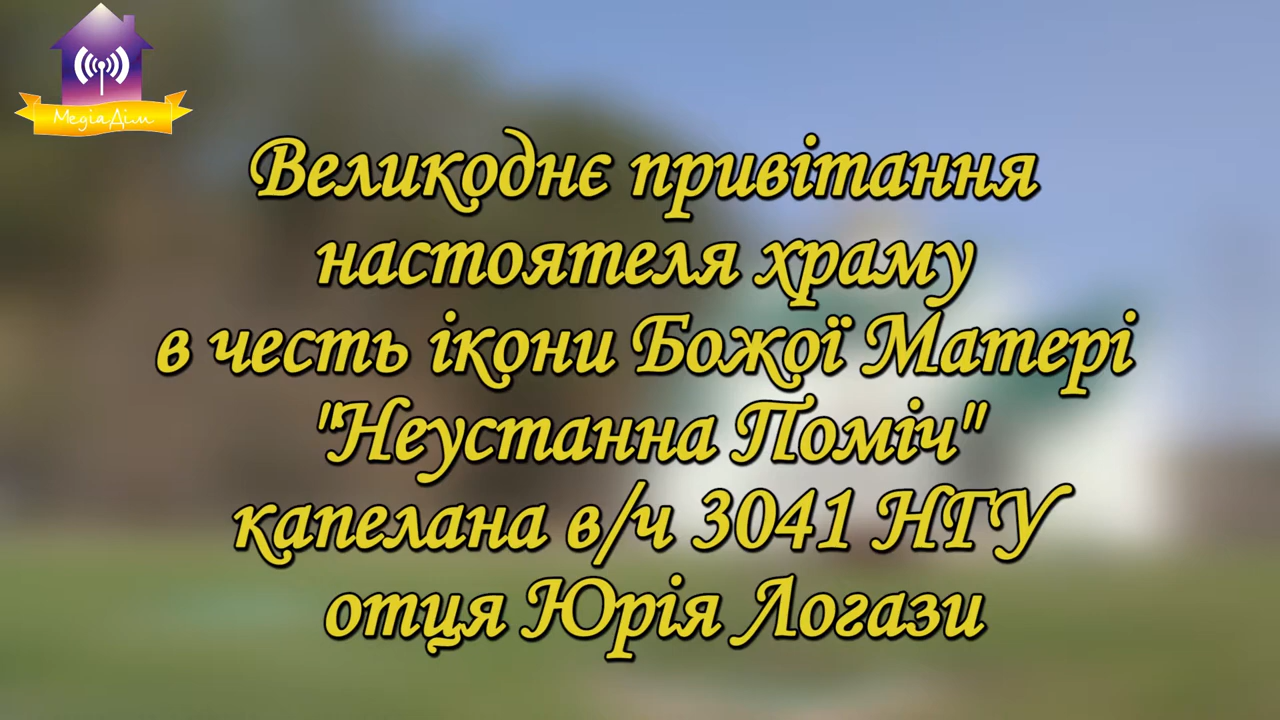 МедіаДім
Великоднє привітання
настоятеля храму
в честь ікони Божої Матері
"Неустанна Поміч"
капелана в/ч 3041 НГУ
отця Юрія Логази